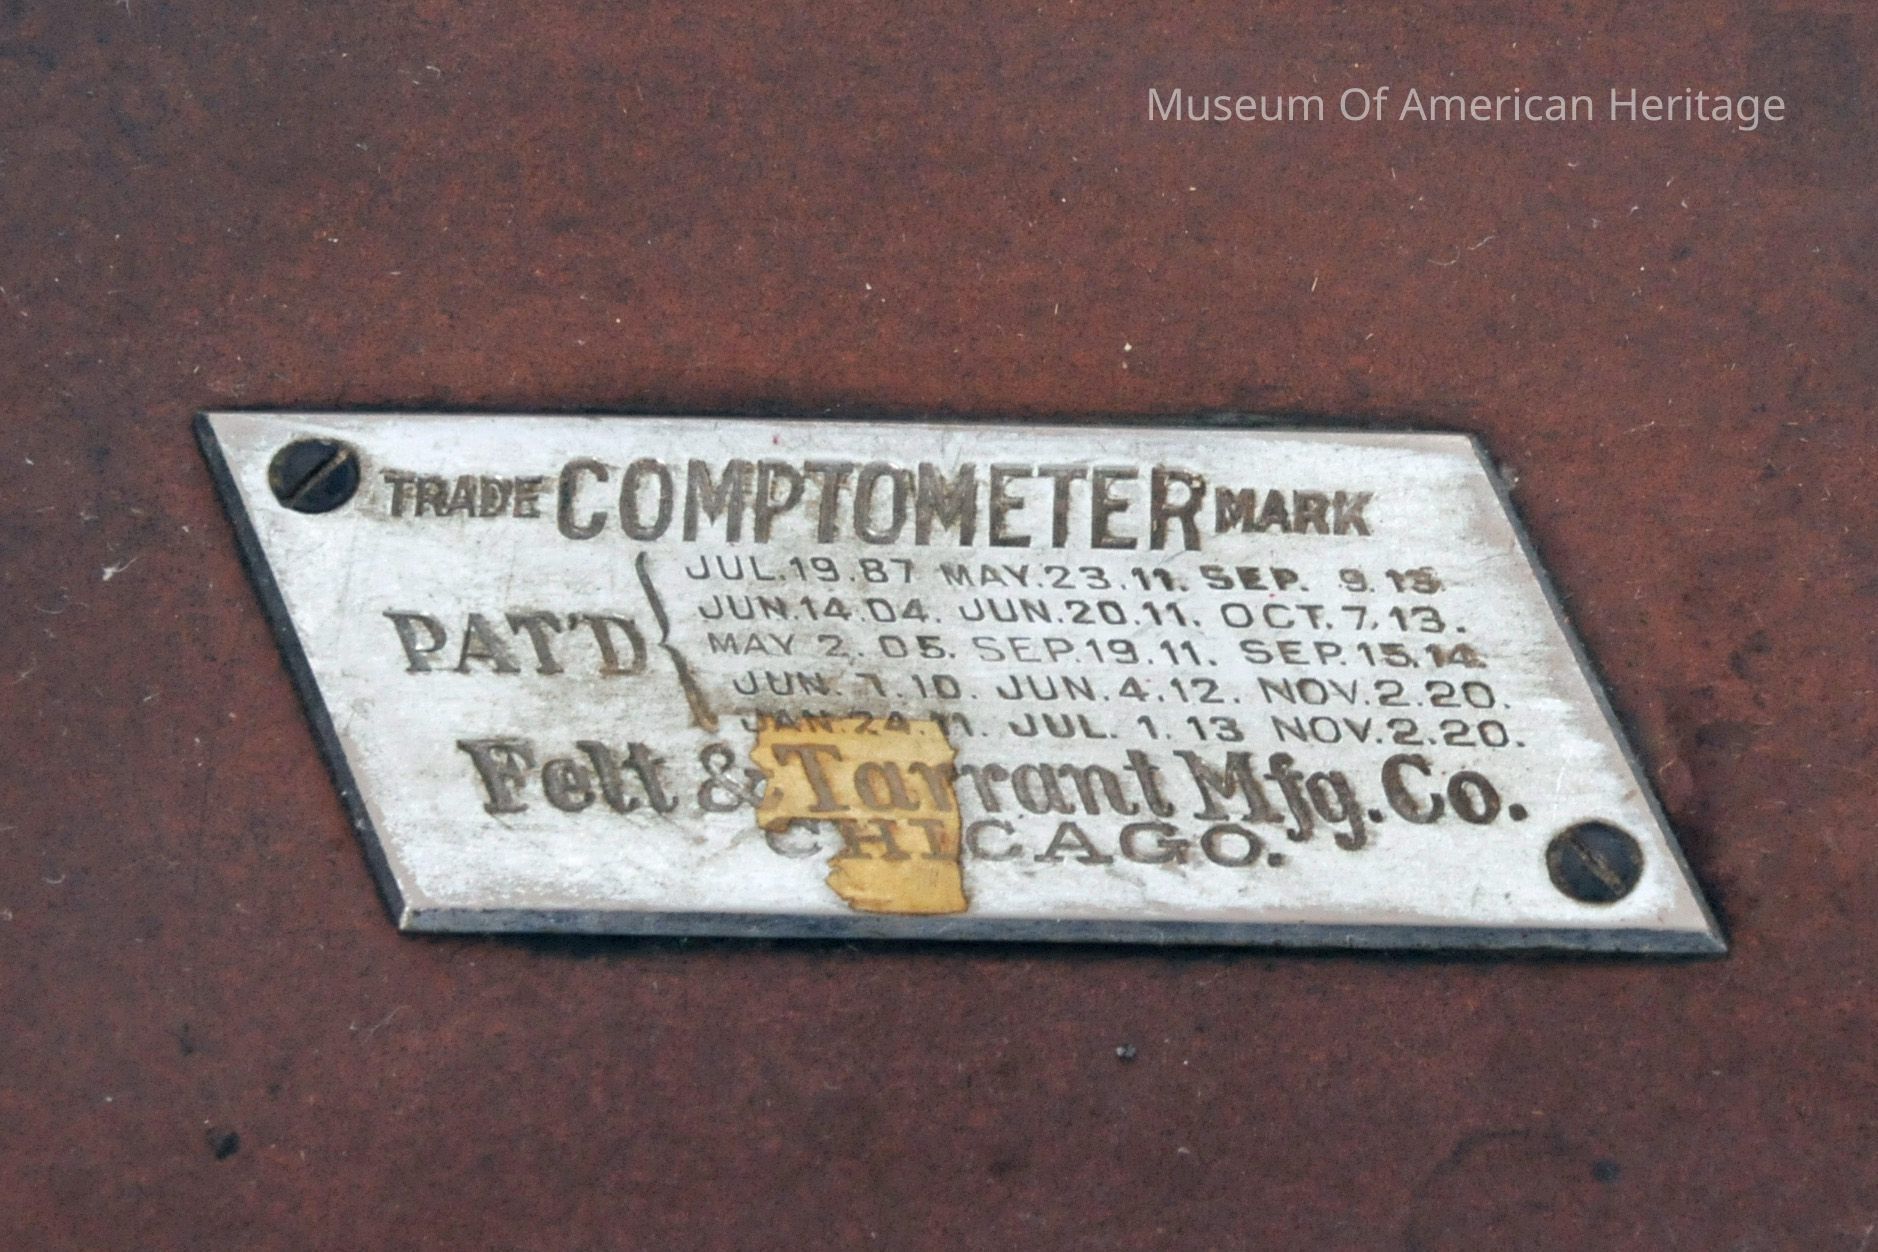 Museum Of American Heritage
TRADE COMPTOMETER MARK
PAT'D
JUL.19.87 MAY.23.11. SEP. 9.13.
JUN.14.04. JUN.20.11. OCT.7.13.
MAY 2.05. SEP.19.11. SEP.15.14.
JUN. 7.10. JUN.4.12. NOV.2.20.
JAN.24.11. JUL. 1.13 NOV.2.20.
Felt & Tarrant Mfg.Co.
CHICAGO.